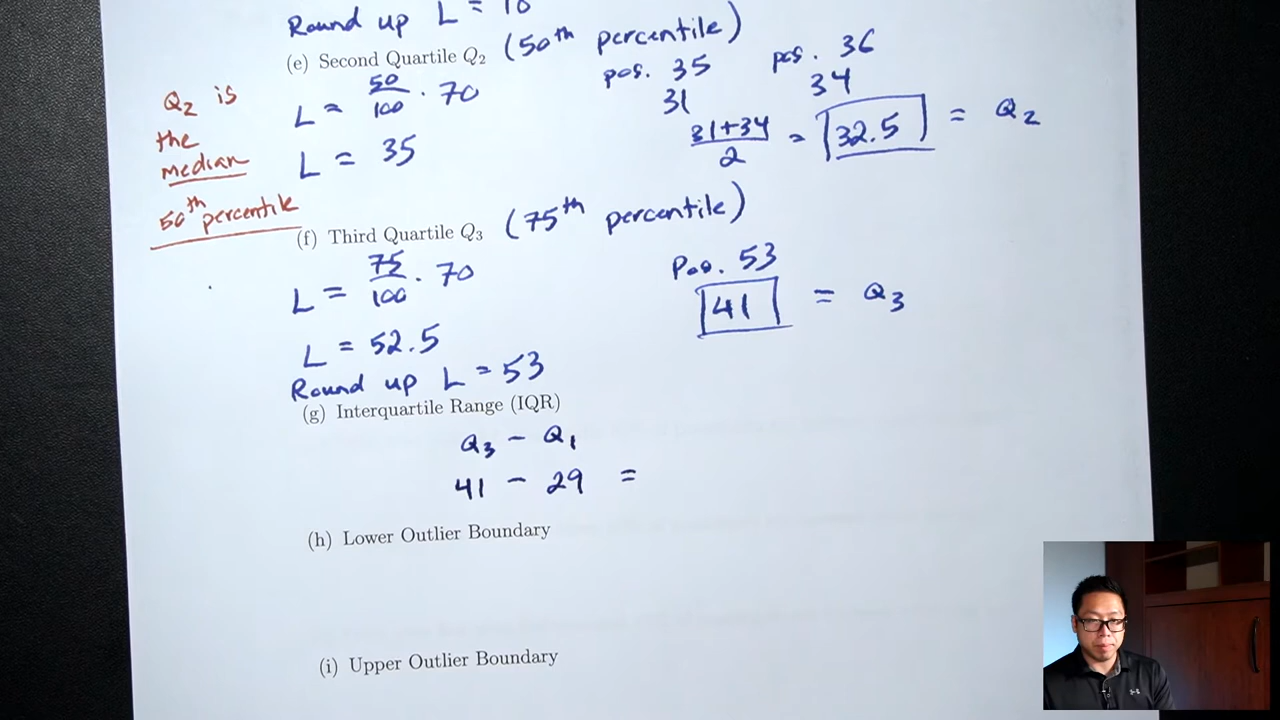 Round up L = 18
(e) Second Quartile Q2 (50th percentile)
pos. 35 pos. 36
31 34
L = 50/100 · 70
31+34/2 = 32.5 = Q2
L = 35
Q2 is
the
median
50th percentile
(f) Third Quartile Q3 (75th percentile)
L = 75/100 · 70
Pos. 53
41 = Q3
L = 52.5
Round up L = 53
(g) Interquartile Range (IQR)
Q3 - Q1
41 - 29 =
(h) Lower Outlier Boundary
(i) Upper Outlier Boundary